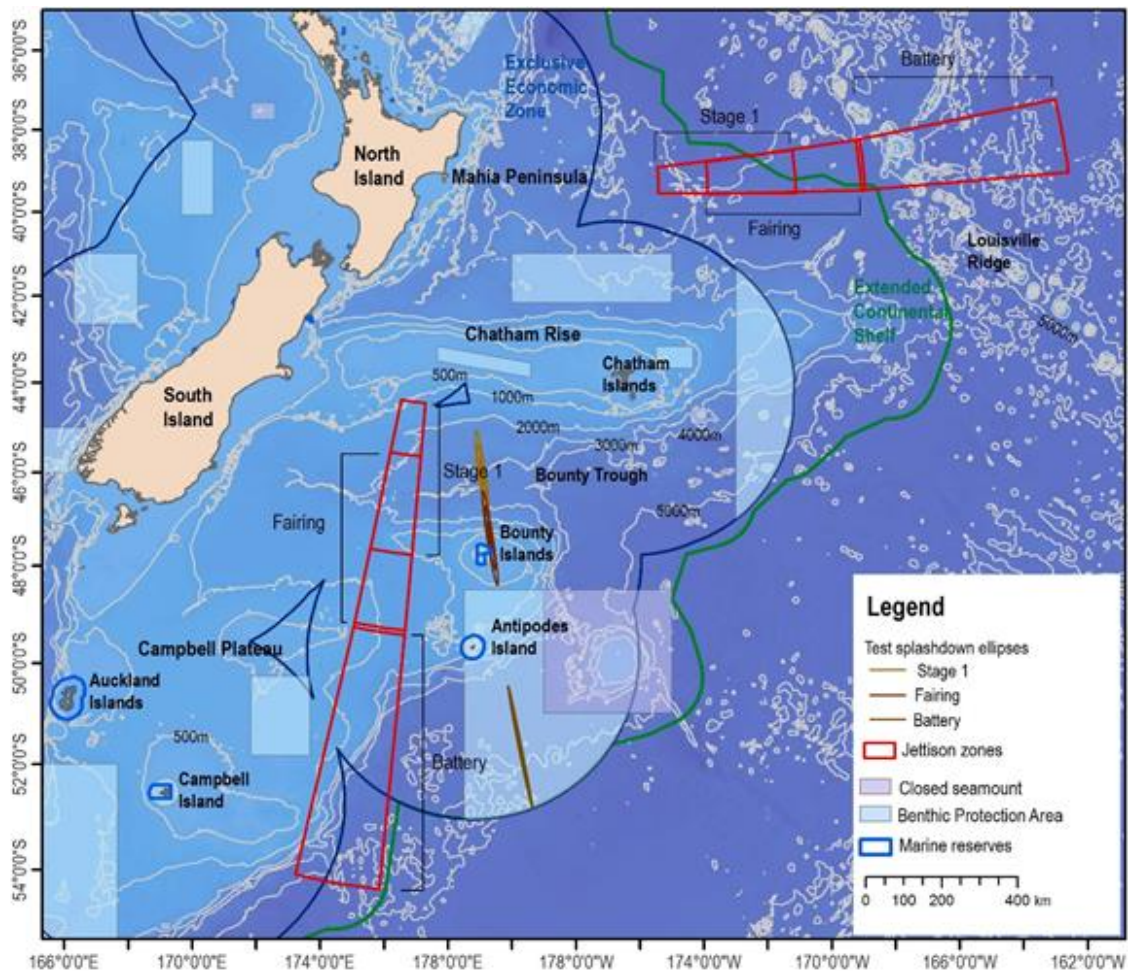 36°0'0"S
38°0'0"S
40°0'0"S
42°0'0"S
44°0'0"S
46°0'0"S
48°0'0"S
50°0'0"S
52°0'0"S
54°0'0"S
Exclusive
Economic
Zone
Battery
Stage 1
North
Island
Mahia Peninsula
Fairing
Louisville
Ridge
Extended
Continental
Shelf
5000m
Chatham Rise
Chatham
Islands
South
Island
500m
1000m
2000m
3000m
4000m
Stage 1
Bounty Trough
5000m
Fairing
Bounty
Islands
Antipodes
Island
Campbell Plateau
Auckland
Islands
500m
Campbell
Island
Battery
Legend
Test splashdown ellipses
Stage 1
Fairing
Battery
Jettison zones
Closed seamount
Benthic Protection Area
Marine reserves
0 100 200 400 km
166°0'0"E 170°0'0"E 174°0'0"E 178°0'0"E 178°0'0"W 174°0'0"W 170°0'0"W 166°0'0"W 162°0'0"W